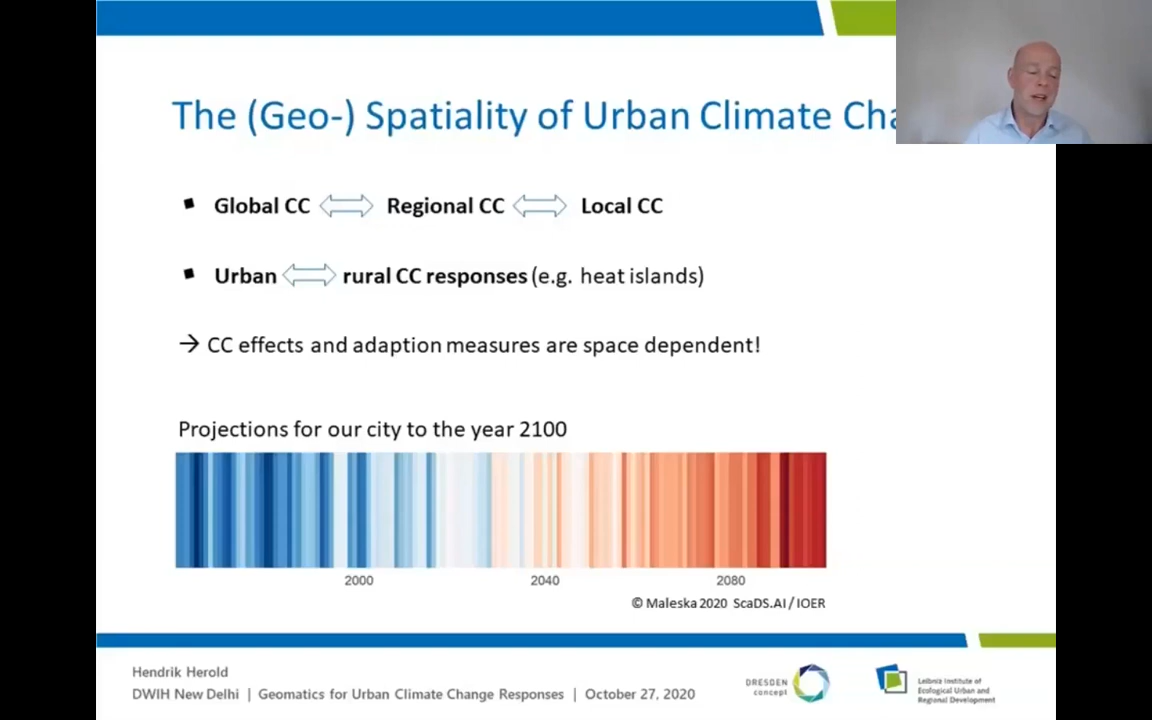 The (Geo-) Spatiality of Urban Climate Cha
▪ Global CC ⇔ Regional CC ⇔ Local CC
▪ Urban ⇔ rural CC responses (e.g. heat islands)
→ CC effects and adaption measures are space dependent!
Projections for our city to the year 2100
2000 2040 2080
© Maleska 2020 ScaDS.AI / IOER
Hendrik Herold
DWIH New Delhi | Geomatics for Urban Climate Change Responses | October 27, 2020
DRESDEN
concept
Leibniz Institute of
Ecological Urban and
Regional Development